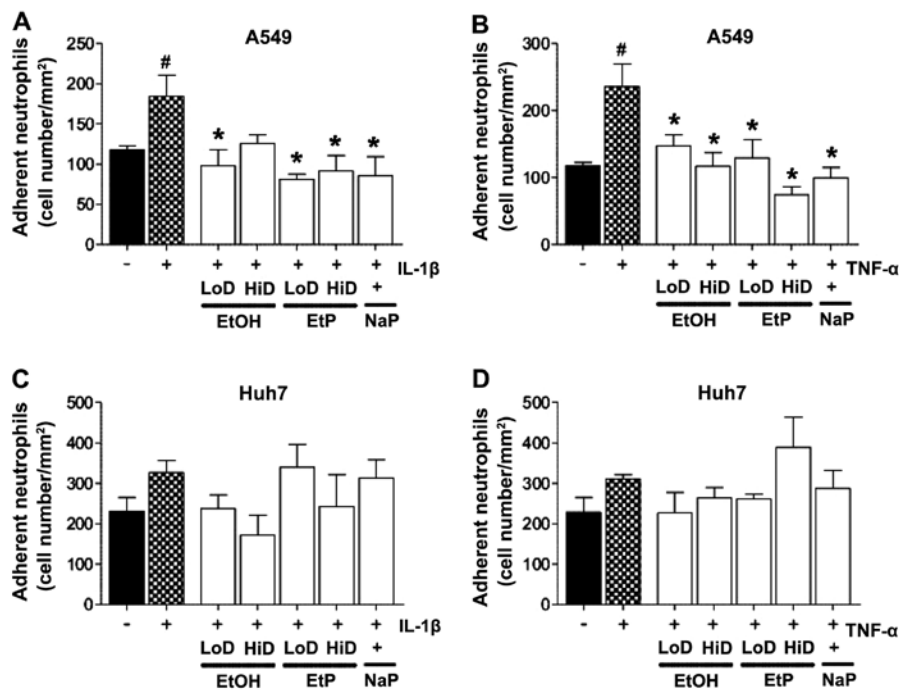 A
A549
Adherent neutrophils
(cell number/mm²)
250
200
150
100
50
0
#
*
*
*
*
- + + + + + + IL-1β
LoD HiD LoD HiD +
EtOH EtP NaP
B
A549
Adherent neutrophils
(cell number/mm²)
300
200
100
0
#
*
*
*
*
*
- + + + + + + TNF-α
LoD HiD LoD HiD +
EtOH EtP NaP
C
Huh7
Adherent neutrophils
(cell number/mm²)
500
400
300
200
100
0
- + + + + + + IL-1β
LoD HiD LoD HiD +
EtOH EtP NaP
D
Huh7
Adherent neutrophils
(cell number/mm²)
500
400
300
200
100
0
- + + + + + + TNF-α
LoD HiD LoD HiD +
EtOH EtP NaP